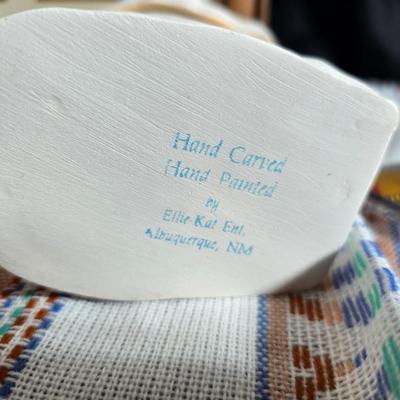 Hand Carved
Hand Painted
by
Ellie Kat Ent.
Albuquerque, NM